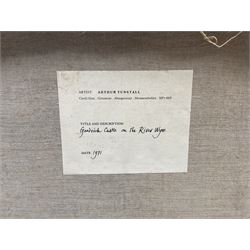 ARTIST ARTHUR TUNSTALL
TITLE AND DESCRIPTION
Goodrich Castle on the River Wye
DATE 1971